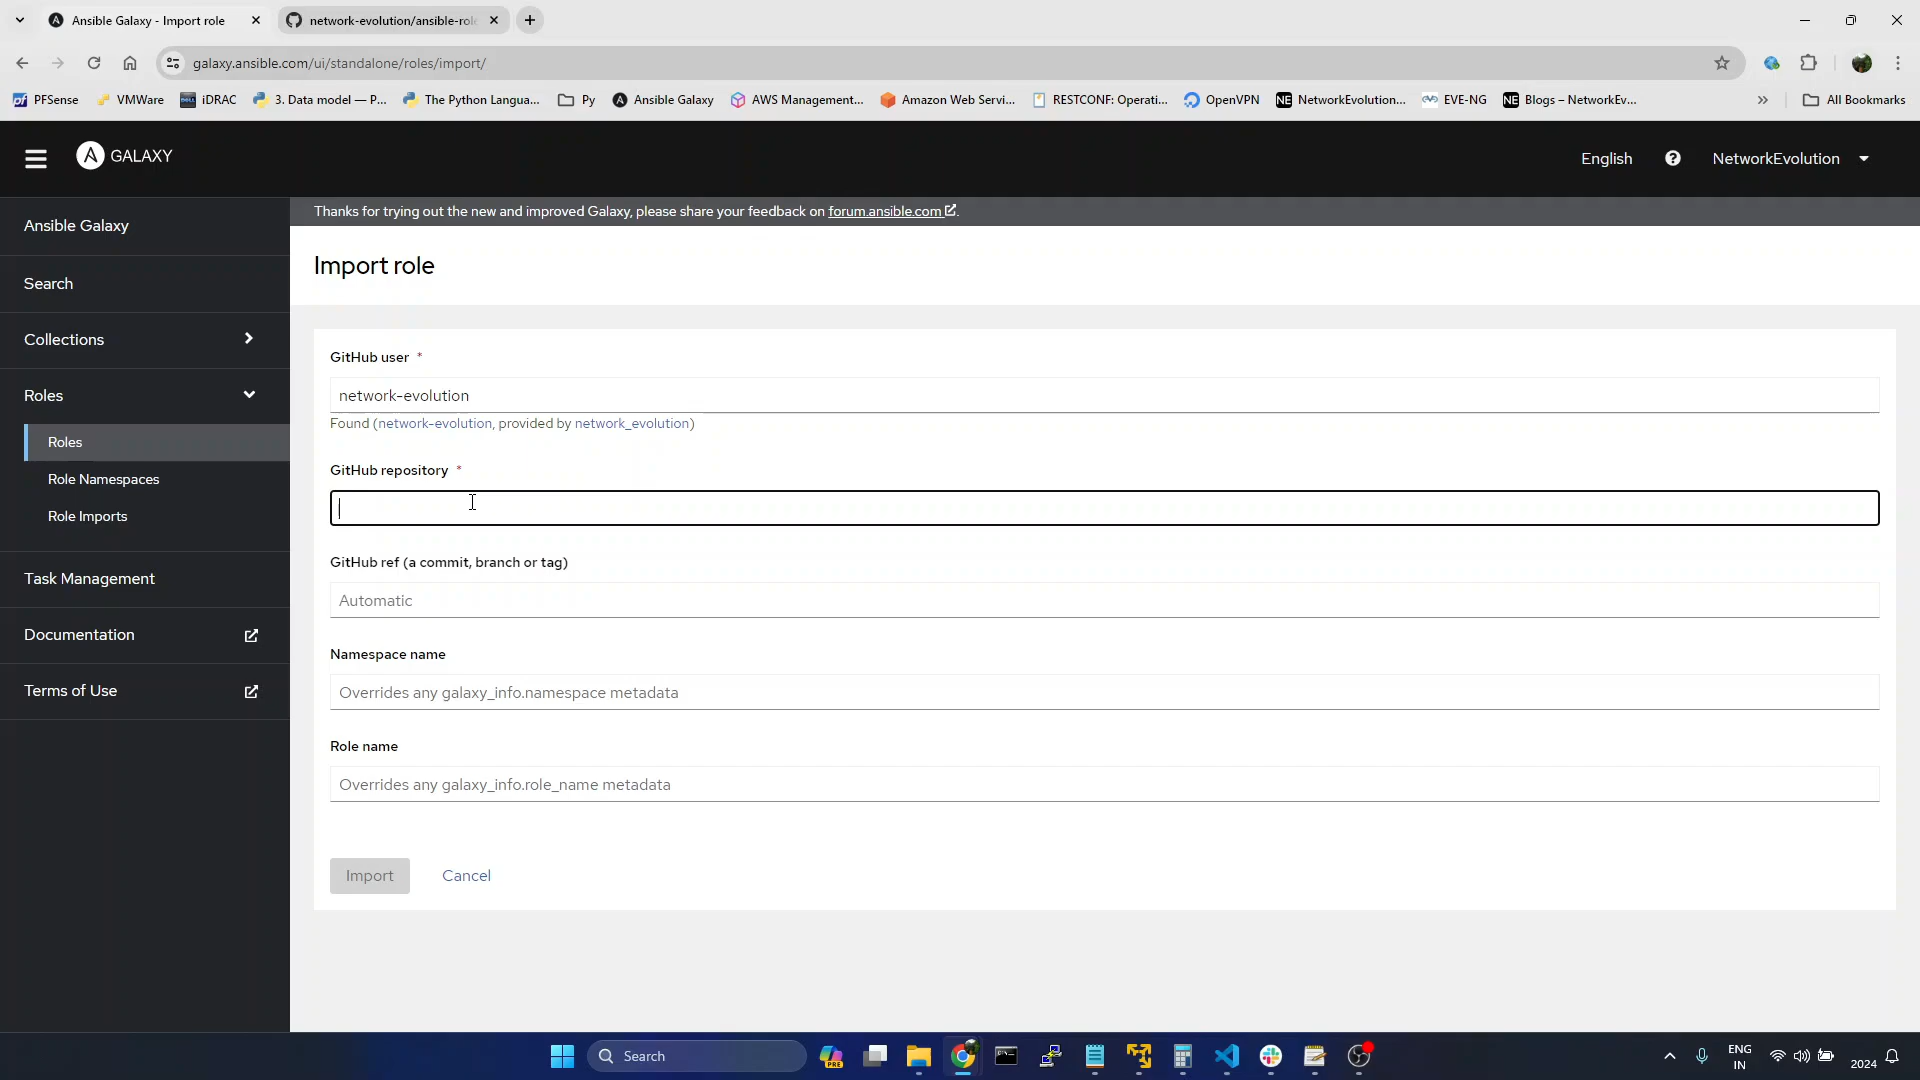 Ansible Galaxy - Import role
network-evolution/ansible-role
galaxy.ansible.com/ui/standalone/roles/import/
PFSense
VMWare
iDRAC
3. Data model — P...
The Python Langua...
Py
Ansible Galaxy
AWS Management...
Amazon Web Servi...
RESTCONF: Operati...
OpenVPN
NetworkEvolution...
EVE-NG
Blogs – NetworkEv...
All Bookmarks
GALAXY
English
NetworkEvolution
Thanks for trying out the new and improved Galaxy, please share your feedback on forum.ansible.com.
Ansible Galaxy
Search
Collections
Roles
Roles
Role Namespaces
Role Imports
Task Management
Documentation
Terms of Use
Import role
GitHub user *
network-evolution
Found (network-evolution, provided by network_evolution)
GitHub repository *
GitHub ref (a commit, branch or tag)
Automatic
Namespace name
Overrides any galaxy_info.namespace metadata
Role name
Overrides any galaxy_info.role_name metadata
Import
Cancel
Search
ENG
IN
2024